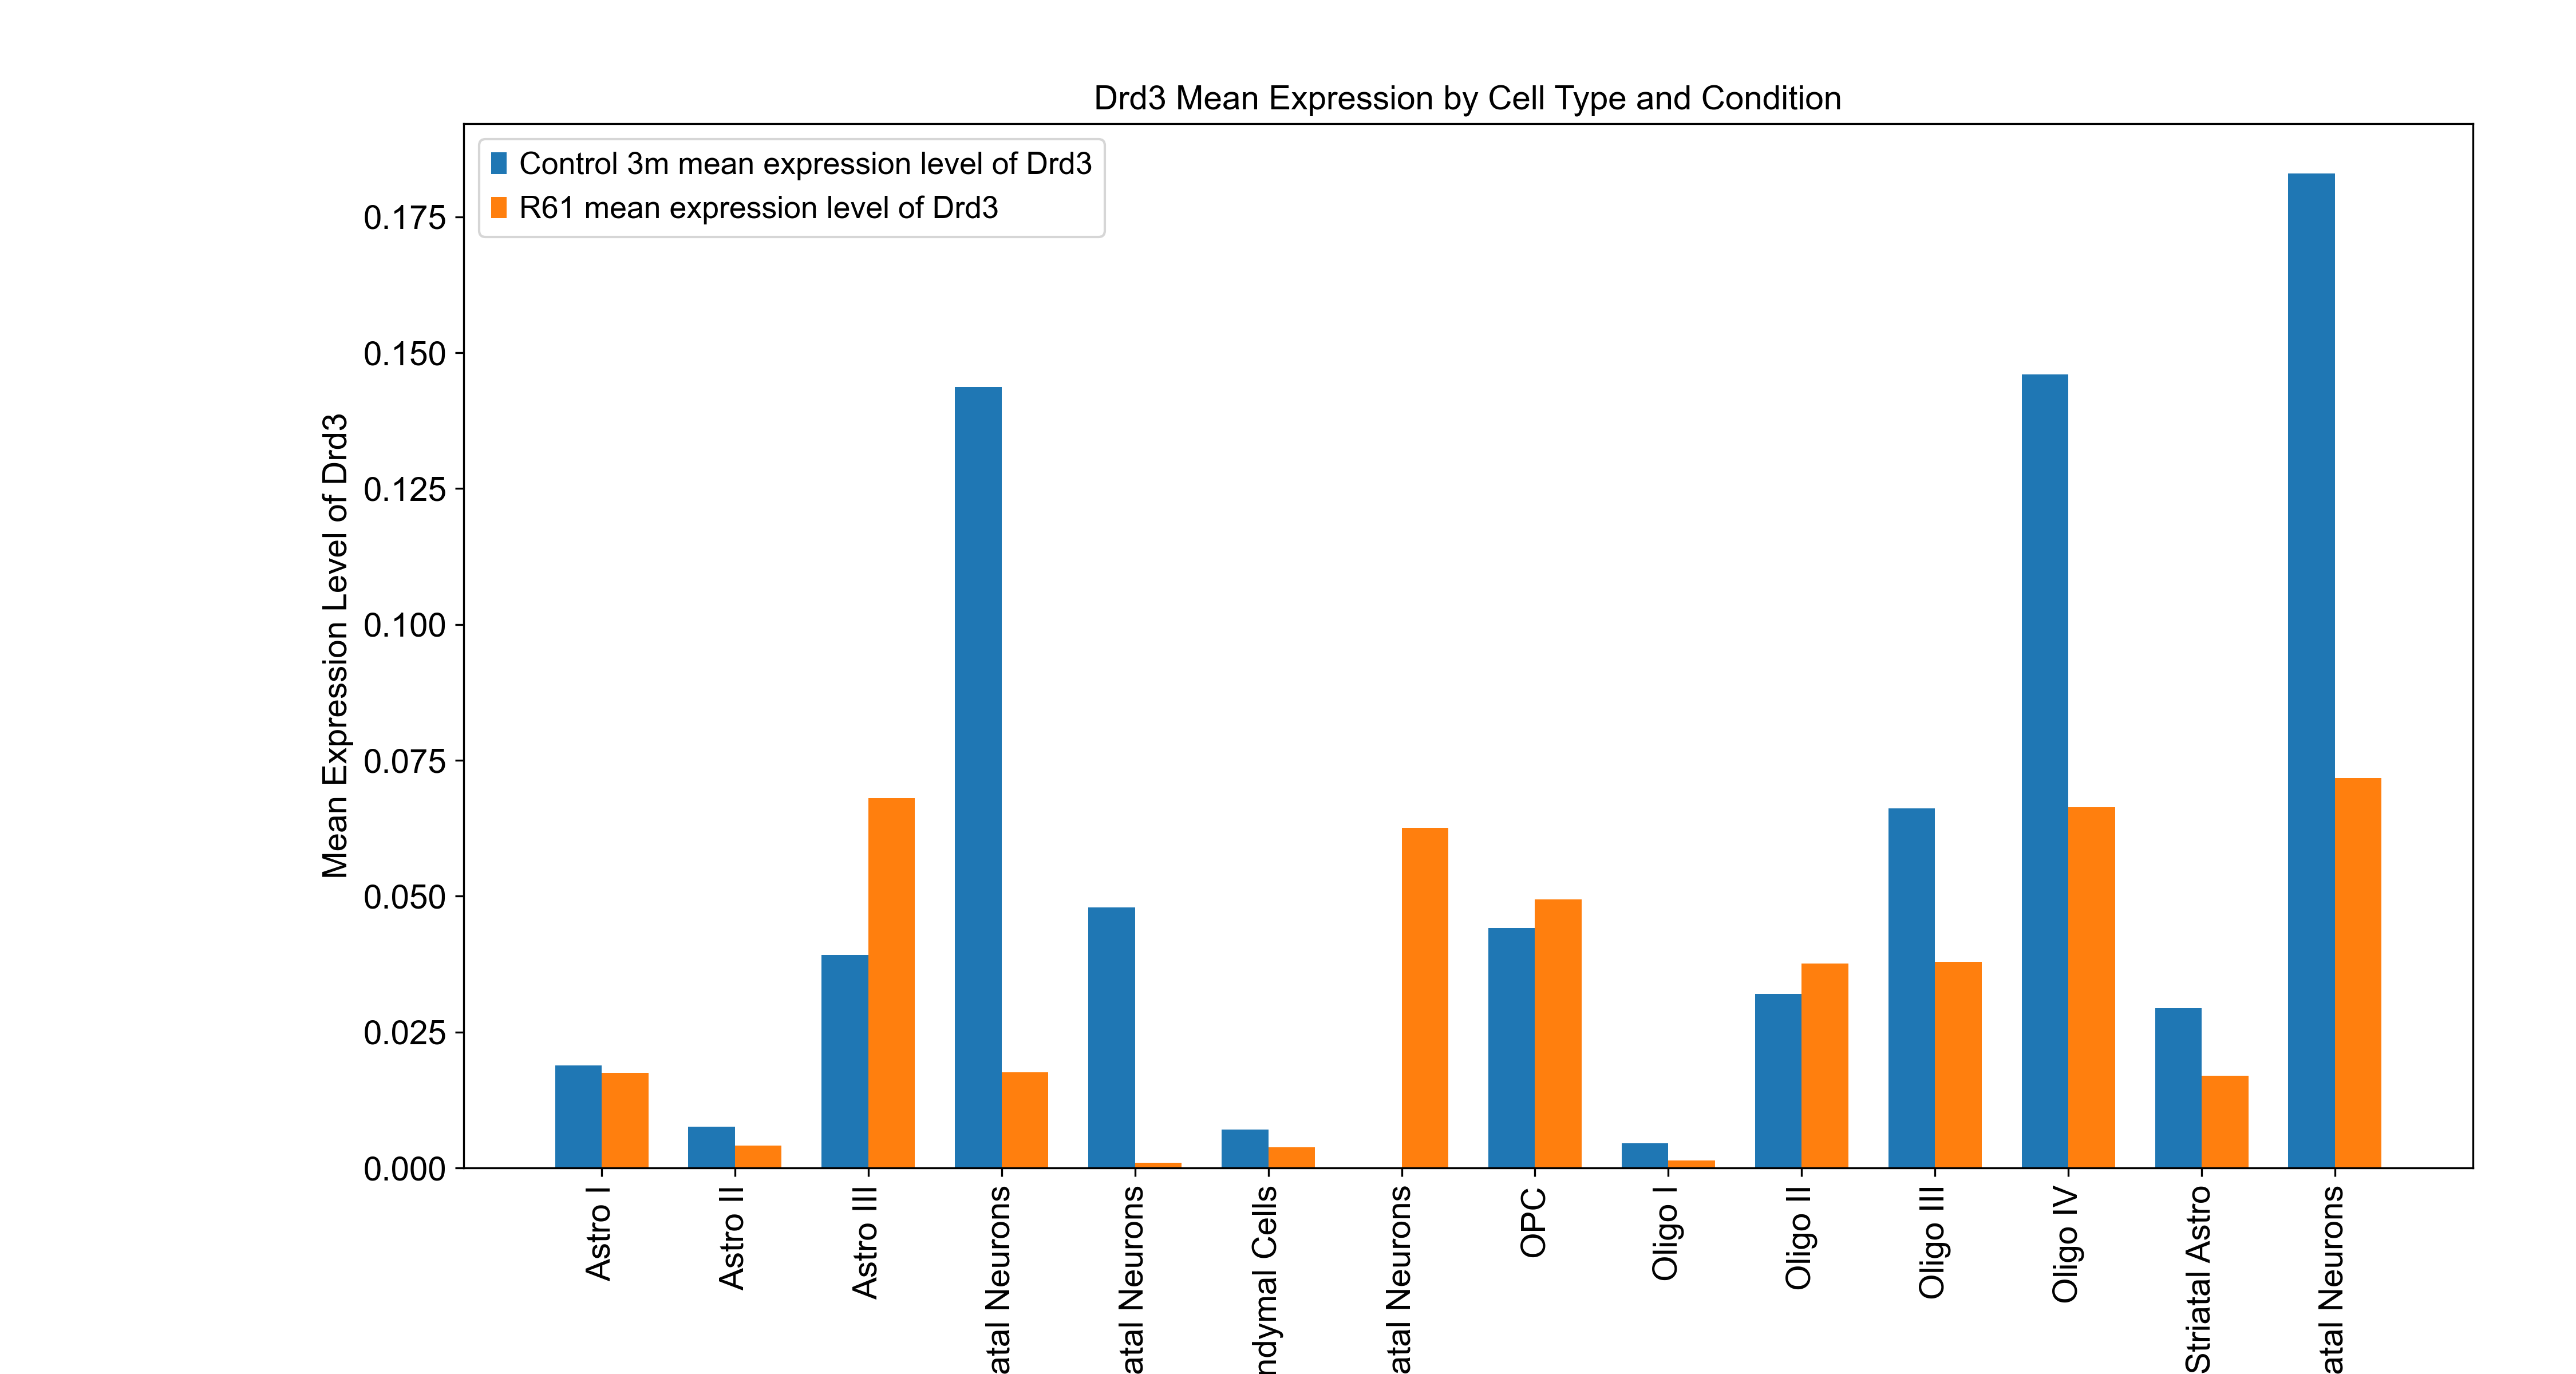 Drd3 Mean Expression by Cell Type and Condition
Control 3m mean expression level of Drd3
R61 mean expression level of Drd3
Mean Expression Level of Drd3
0.175
0.150
0.125
0.100
0.075
0.050
0.025
0.000
Astro I
Astro II
Astro III
atal Neurons
atal Neurons
ndymal Cells
atal Neurons
OPC
Oligo I
Oligo II
Oligo III
Oligo IV
Striatal Astro
atal Neurons